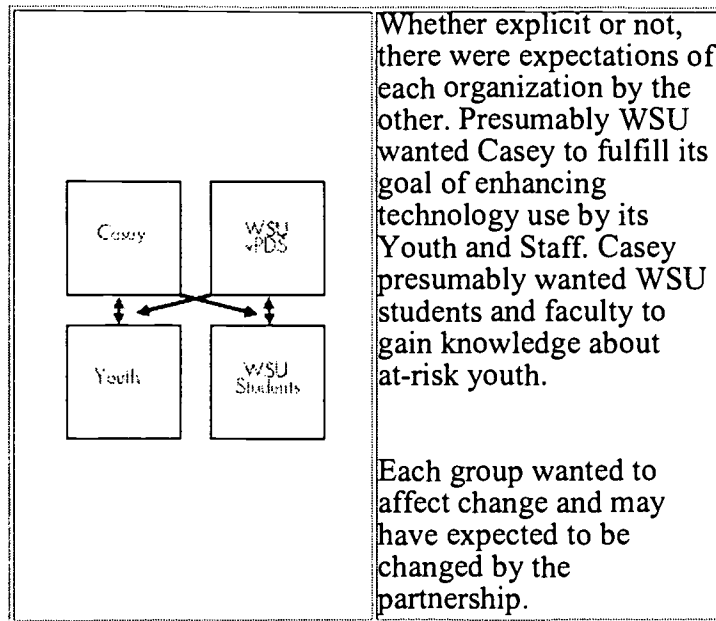 Casey
WSU
vPDS
Youth
WSU
Students
Whether explicit or not,
there were expectations of
each organization by the
other. Presumably WSU
wanted Casey to fulfill its
goal of enhancing
technology use by its
Youth and Staff. Casey
presumably wanted WSU
students and faculty to
gain knowledge about
at-risk youth.
Each group wanted to
affect change and may
have expected to be
changed by the
partnership.